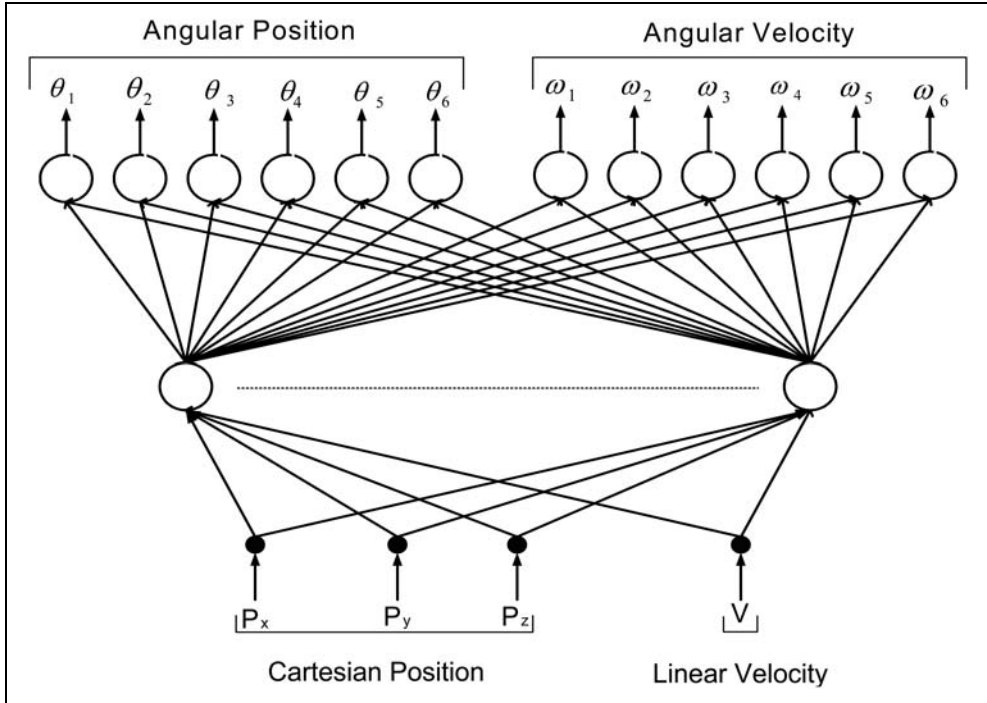 Angular Position Angular Velocity
θ1 θ2 θ3 θ4 θ5 θ6 ω1 ω2 ω3 ω4 ω5 ω6
Px Py Pz V
Cartesian Position Linear Velocity